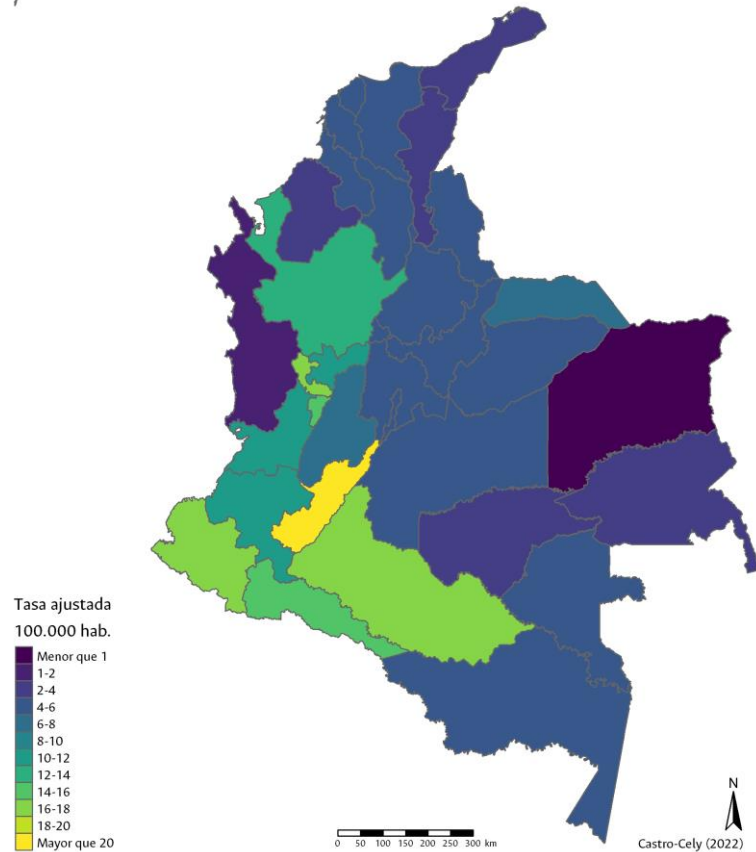 Tasa ajustada
100.000 hab.
Menor que 1
1-2
2-4
4-6
6-8
8-10
10-12
12-14
14-16
16-18
18-20
Mayor que 20
0 50 100 150 200 250 300 km
N
Castro-Cely (2022)